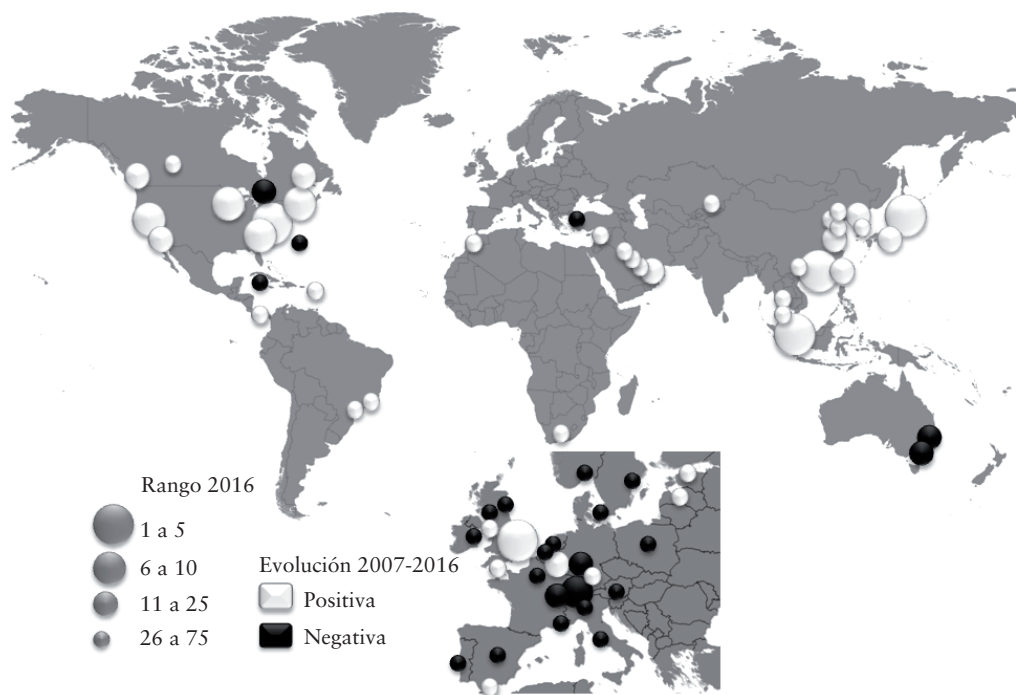 Rango 2016
1 a 5
6 a 10
11 a 25
26 a 75
Evolución 2007-2016
Positiva
Negativa